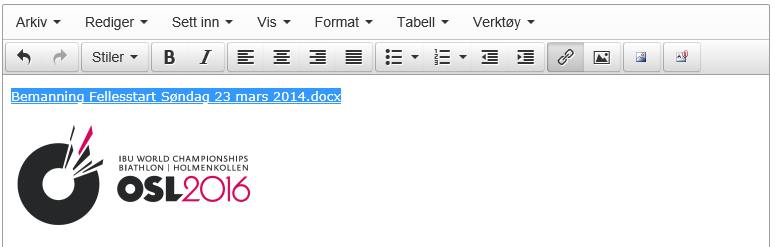 Arkiv Rediger Sett inn Vis Format Tabell Verktøy
Stiler B I
Bemanning Fellesstart Søndag 23 mars 2014.docx
IBU WORLD CHAMPIONSHIPS
BIATHLON | HOLMENKOLLEN
OSL2016